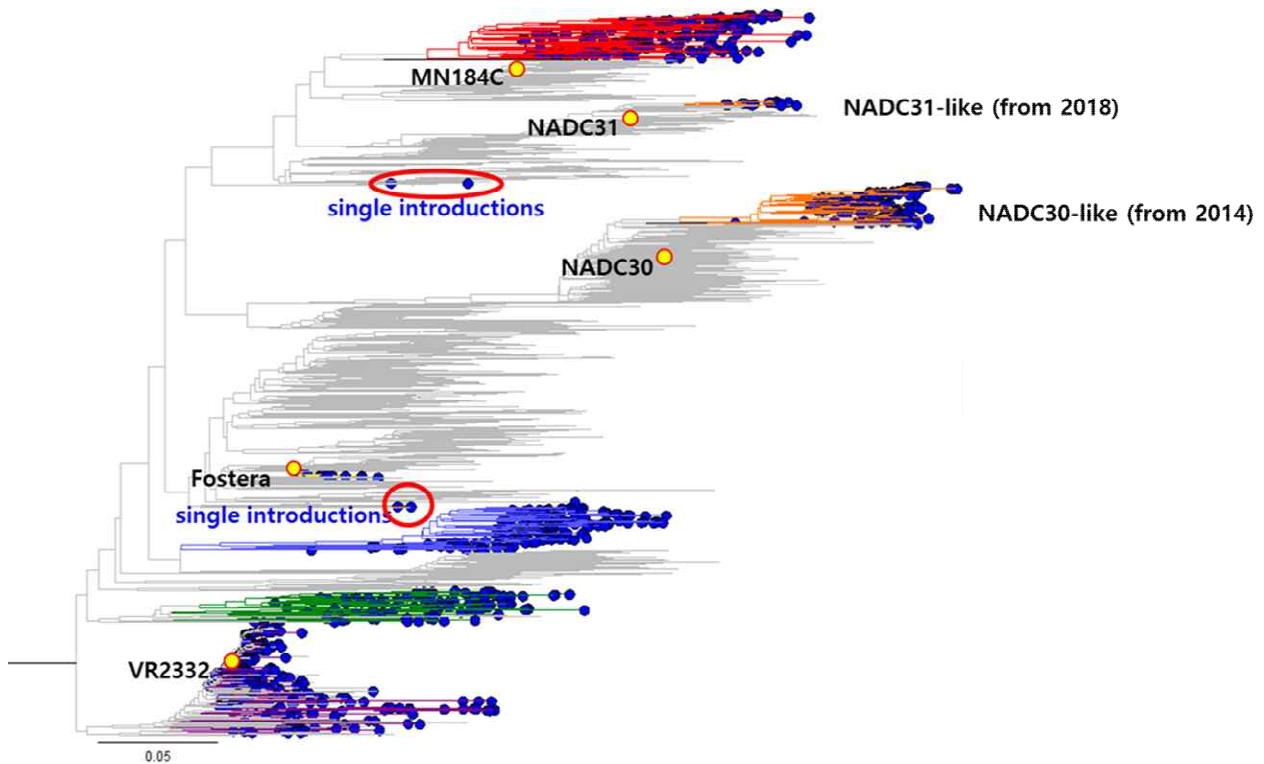 MN184C
NADC31-like (from 2018)
NADC31
single introductions
NADC30-like (from 2014)
NADC30
Fostera
single introductions
VR2332
0.05